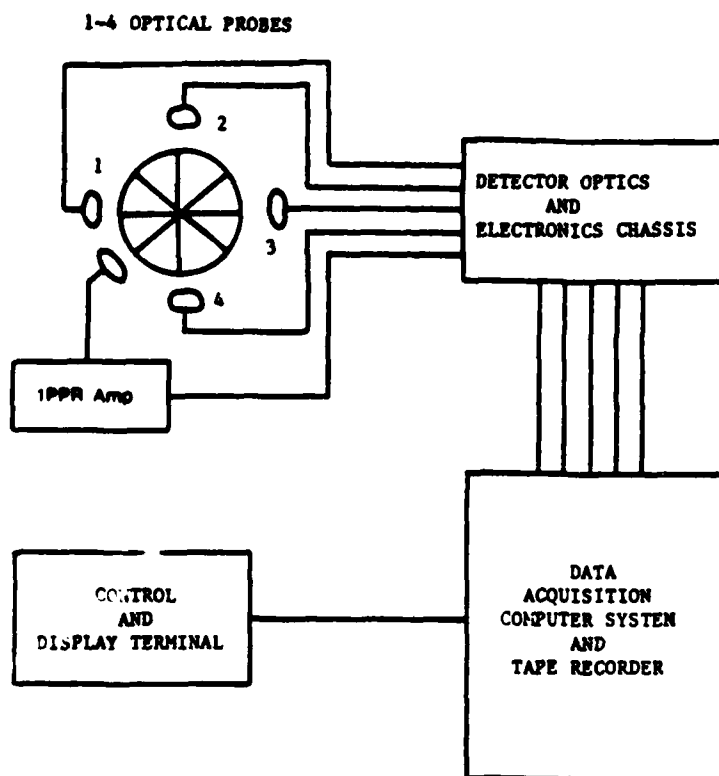 1-4 OPTICAL PROBES
2
1
3
4
DETECTOR OPTICS
AND
ELECTRONICS CHASSIS
1PPR Amp
CONTROL
AND
DISPLAY TERMINAL
DATA
ACQUISITION
COMPUTER SYSTEM
AND
TAPE RECORDER